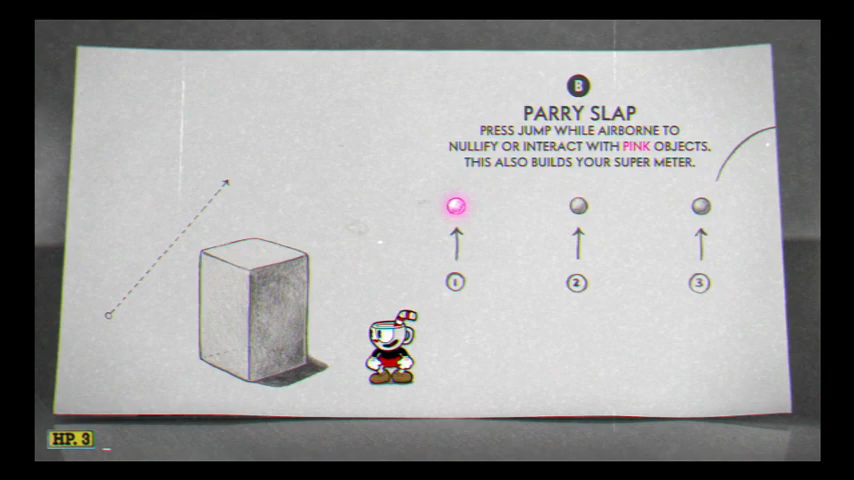 B
PARRY SLAP
PRESS JUMP WHILE AIRBORNE TO
NULLIFY OR INTERACT WITH PINK OBJECTS.
THIS ALSO BUILDS YOUR SUPER METER.
1 2 3
HP. 3